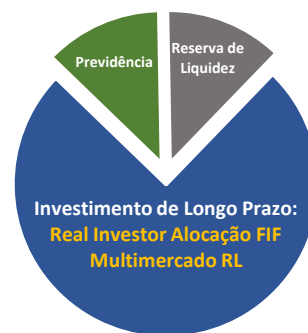 Previdência
Reserva de
Liquidez
Investimento de Longo Prazo:
Real Investor Alocação FIF
Multimercado RL